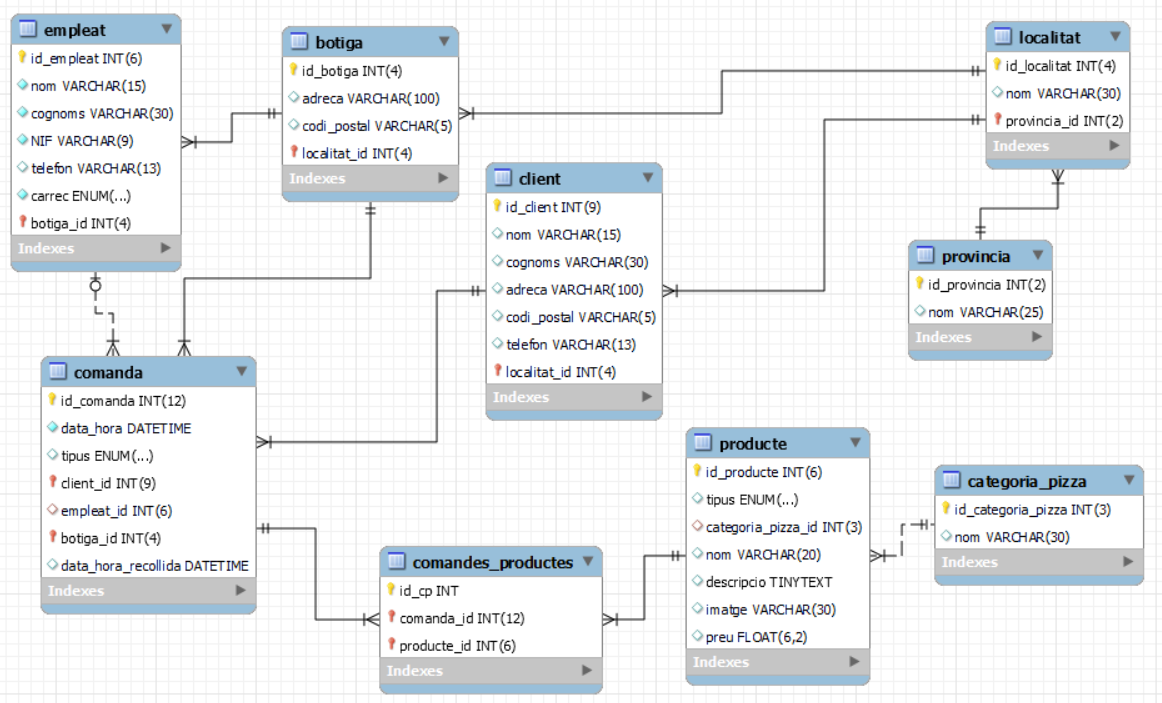 empleat
id_empleat INT(6)
nom VARCHAR(15)
cognoms VARCHAR(30)
NIF VARCHAR(9)
telefon VARCHAR(13)
carrec ENUM(...)
botiga_id INT(4)
Indexes
botiga
id_botiga INT(4)
adreca VARCHAR(100)
codi_postal VARCHAR(5)
localitat_id INT(4)
Indexes
localitat
id_localitat INT(4)
nom VARCHAR(30)
provincia_id INT(2)
Indexes
client
id_client INT(9)
nom VARCHAR(15)
cognoms VARCHAR(30)
adreca VARCHAR(100)
codi_postal VARCHAR(5)
telefon VARCHAR(13)
localitat_id INT(4)
Indexes
provincia
id_provincia INT(2)
nom VARCHAR(25)
Indexes
comanda
id_comanda INT(12)
data_hora DATETIME
tipus ENUM(...)
client_id INT(9)
empleat_id INT(6)
botiga_id INT(4)
data_hora_recollida DATETIME
Indexes
comandes_productes
id_cp INT
comanda_id INT(12)
producte_id INT(6)
Indexes
producte
id_producte INT(6)
tipus ENUM(...)
categoria_pizza_id INT(3)
nom VARCHAR(20)
descripcio TINYTEXT
imatge VARCHAR(30)
preu FLOAT(6,2)
Indexes
categoria_pizza
id_categoria_pizza INT(3)
nom VARCHAR(30)
Indexes